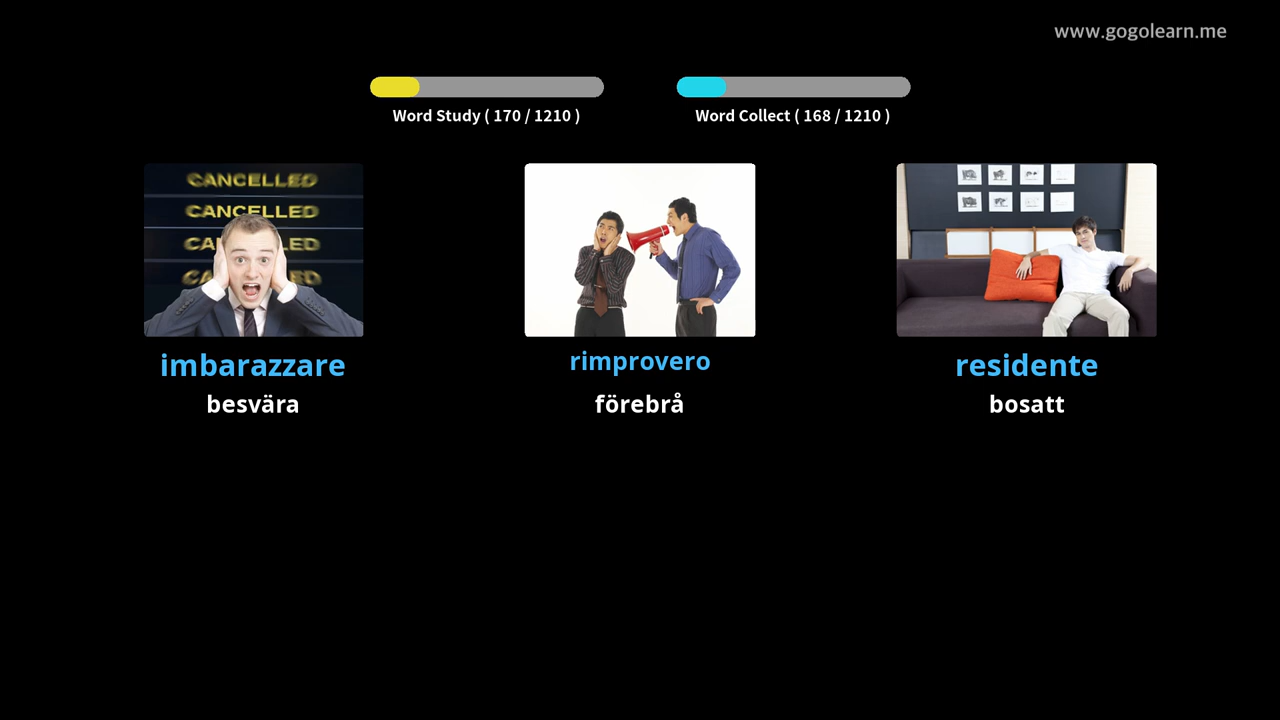 www.gogolearn.me
Word Study ( 170 / 1210 )
Word Collect ( 168 / 1210 )
CANCELLED
CANCELLED
imbarazzare
rimprovero
residente
besvära
förebrå
bosatt